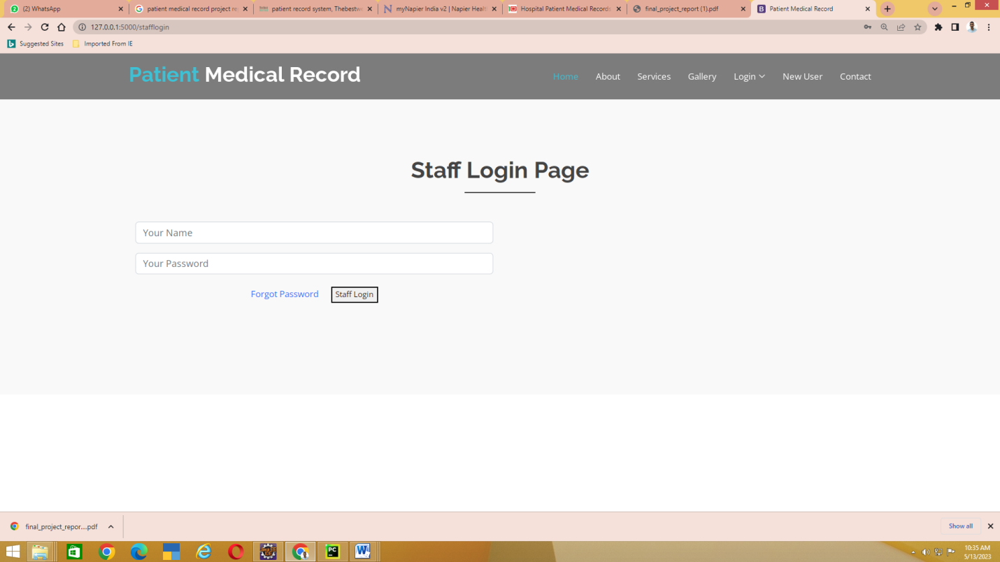 (2) WhatsApp
patient medical record project re
patient record system, Thebestw
myNapier India v2 | Napier Healt
Hospital Patient Medical Records
final_project_report (1).pdf
Patient Medical Record
127.0.0.1:5000/stafflogin
Suggested Sites Imported From IE
Patient Medical Record
Home About Services Gallery Login New User Contact
Staff Login Page
Your Name
Your Password
Forgot Password Staff Login
final_project_repor....pdf
Show all
10:35 AM
5/13/2023